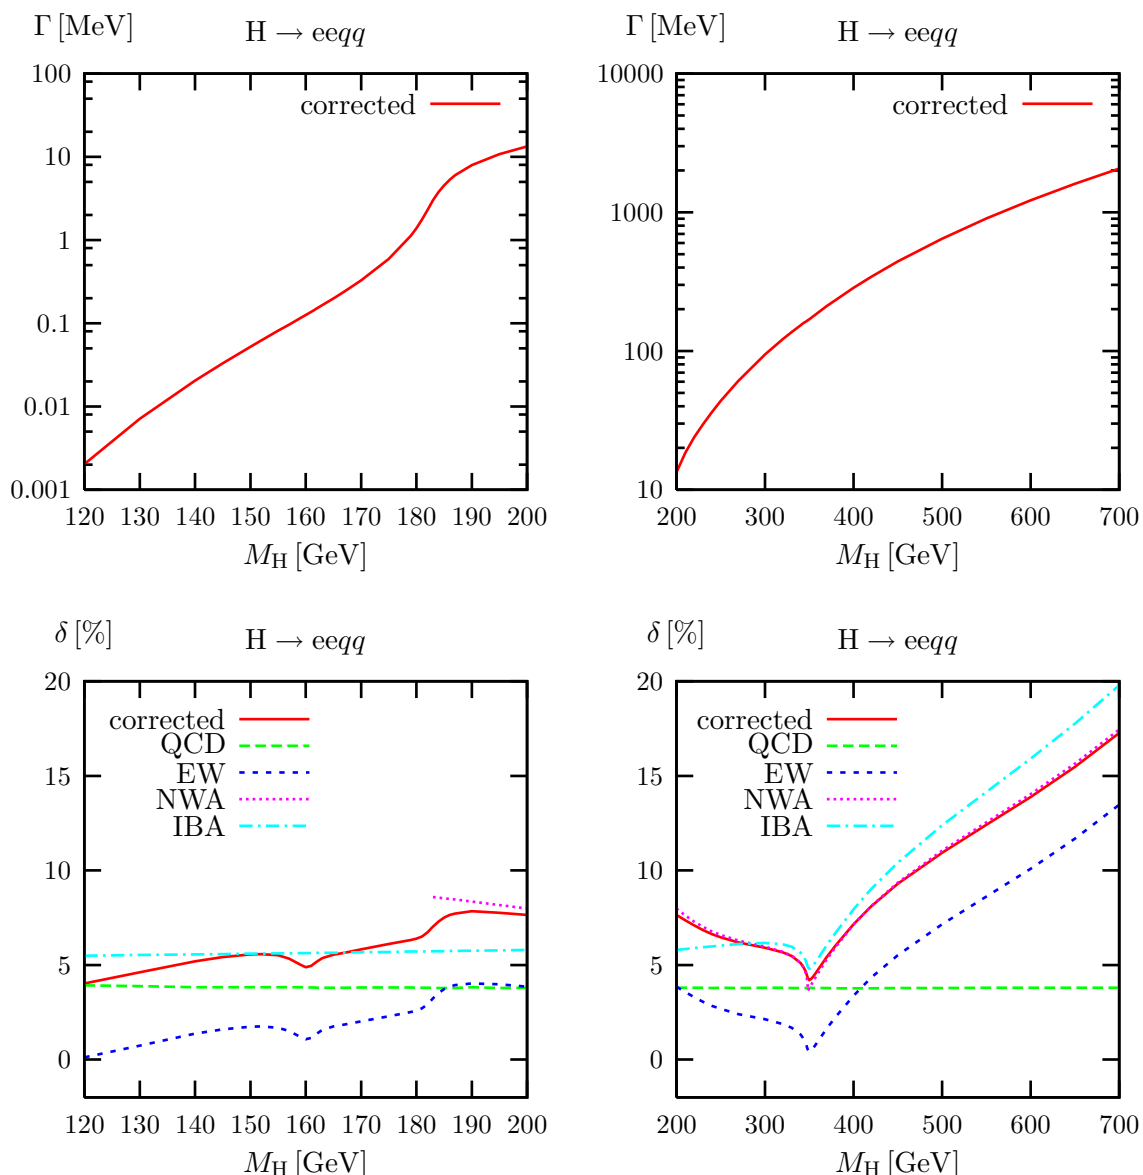 Γ [MeV]
H → eeqq
100
10
1
0.1
0.01
0.001
corrected
120 130 140 150 160 170 180 190 200
M_H [GeV]
Γ [MeV]
H → eeqq
10000
1000
100
10
corrected
200 300 400 500 600 700
M_H [GeV]
δ [%]
H → eeqq
20
15
10
5
0
corrected
QCD
EW
NWA
IBA
120 130 140 150 160 170 180 190 200
M_H [GeV]
δ [%]
H → eeqq
20
15
10
5
0
corrected
QCD
EW
NWA
IBA
200 300 400 500 600 700
M_H [GeV]